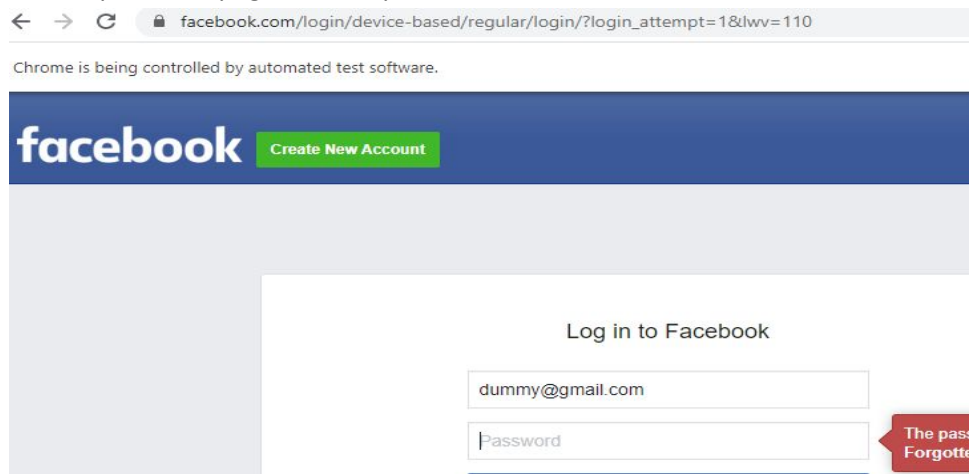 facebook.com/login/device-based/regular/login/?login_attempt=1&lwv=110
Chrome is being controlled by automated test software.
facebook Create New Account
Log in to Facebook
dummy@gmail.com
Password
The